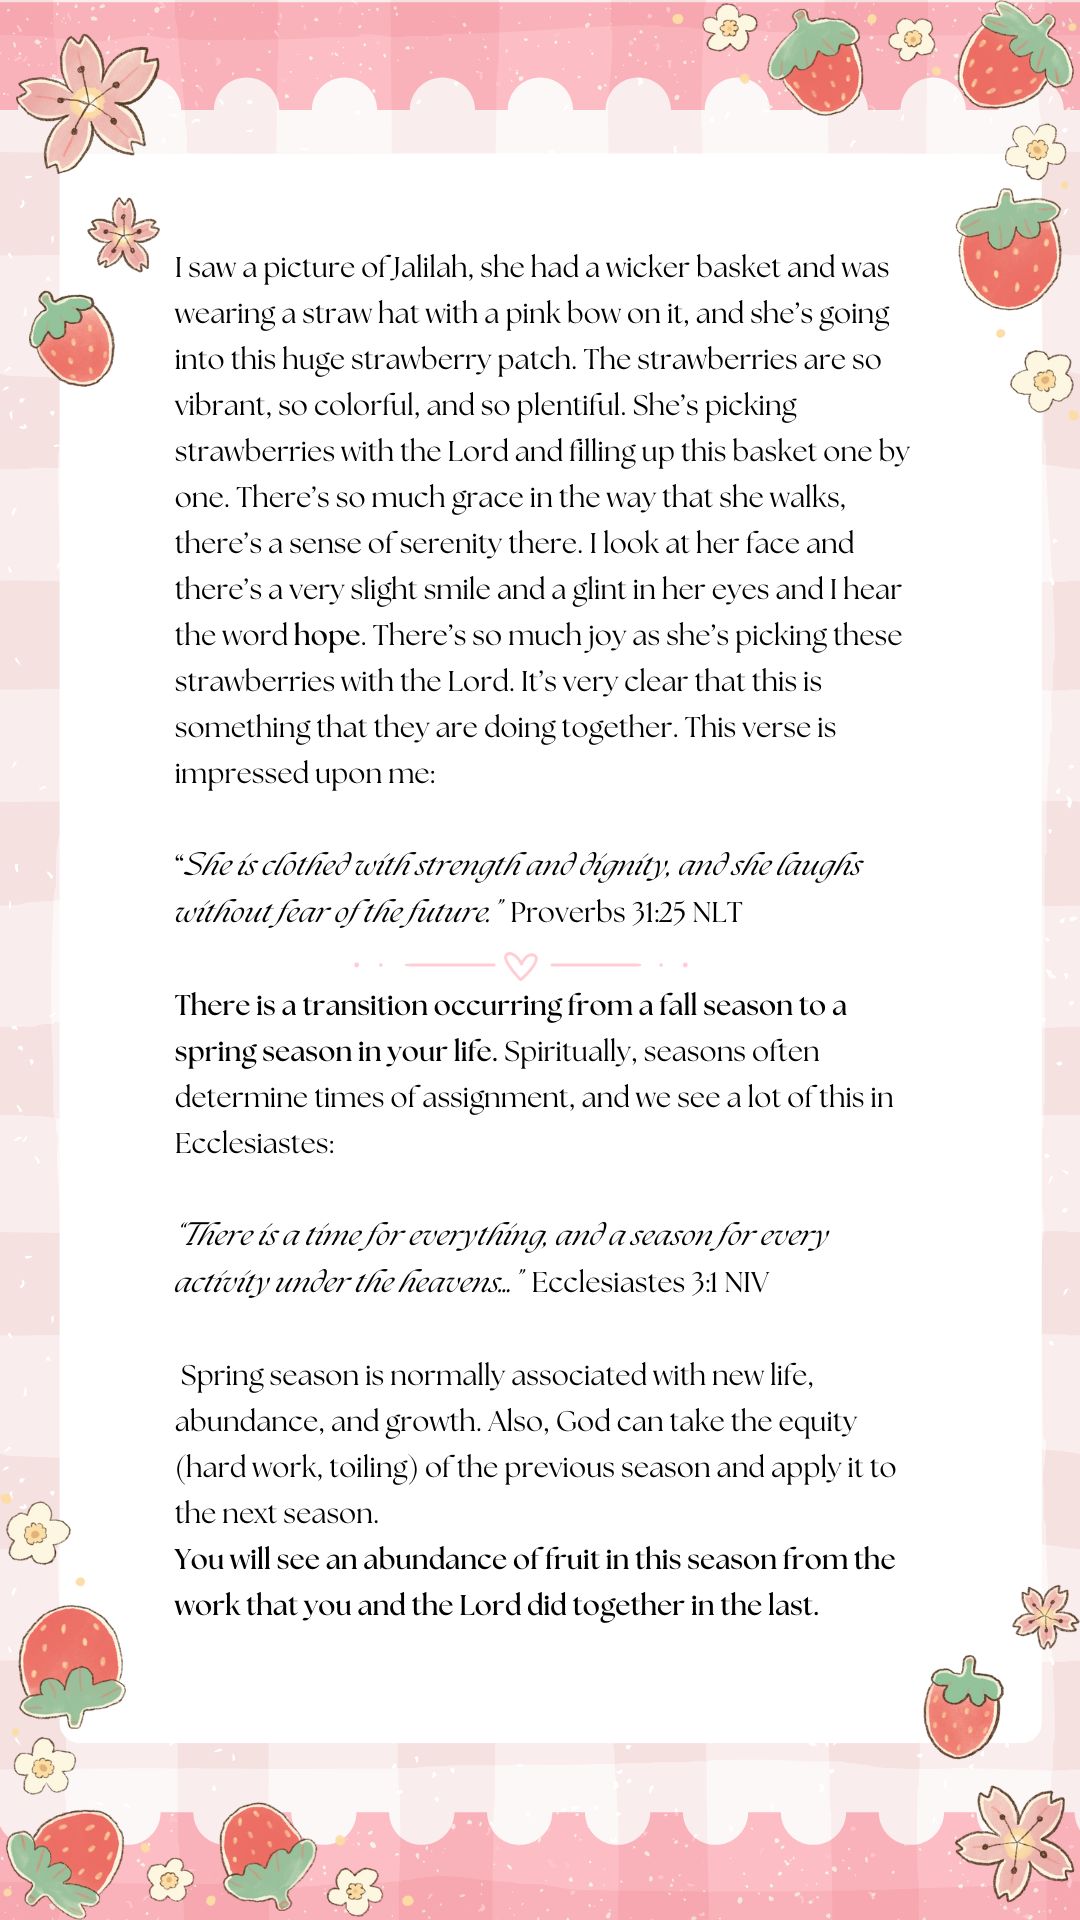 I saw a picture of Jalilah, she had a wicker basket and was
wearing a straw hat with a pink bow on it, and she’s going
into this huge strawberry patch. The strawberries are so
vibrant, so colorful, and so plentiful. She’s picking
strawberries with the Lord and filling up this basket one by
one. There’s so much grace in the way that she walks,
there’s a sense of serenity there. I look at her face and
there’s a very slight smile and a glint in her eyes and I hear
the word hope. There’s so much joy as she’s picking these
strawberries with the Lord. It’s very clear that this is
something that they are doing together. This verse is
impressed upon me:
“She is clothed with strength and dignity, and she laughs
without fear of the future.” Proverbs 31:25 NLT
There is a transition occurring from a fall season to a
spring season in your life. Spiritually, seasons often
determine times of assignment, and we see a lot of this in
Ecclesiastes:
“There is a time for everything, and a season for every
activity under the heavens...” Ecclesiastes 3:1 NIV
Spring season is normally associated with new life,
abundance, and growth. Also, God can take the equity
(hard work, toiling) of the previous season and apply it to
the next season.
You will see an abundance of fruit in this season from the
work that you and the Lord did together in the last.